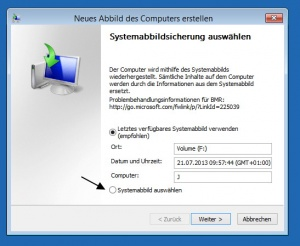 Neues Abbild des Computers erstellen
Systemabbildsicherung auswählen
Der Computer wird mithilfe des Systemabbilds
wiederhergestellt. Sämtliche Inhalte auf dem Computer
werden durch die Informationen aus dem Systemabbild
ersetzt.
Problembehandlungsinformationen für BMR:
http://go.microsoft.com/fwlink/p/?LinkId=225039
Letztes verfügbares Systemabbild verwenden
(empfohlen)
Ort: Volume (F:)
Datum und Uhrzeit: 21.07.2013 09:57:44 (GMT+01:00)
Computer: J
Systemabbild auswählen
< Zurück Weiter > Abbrechen